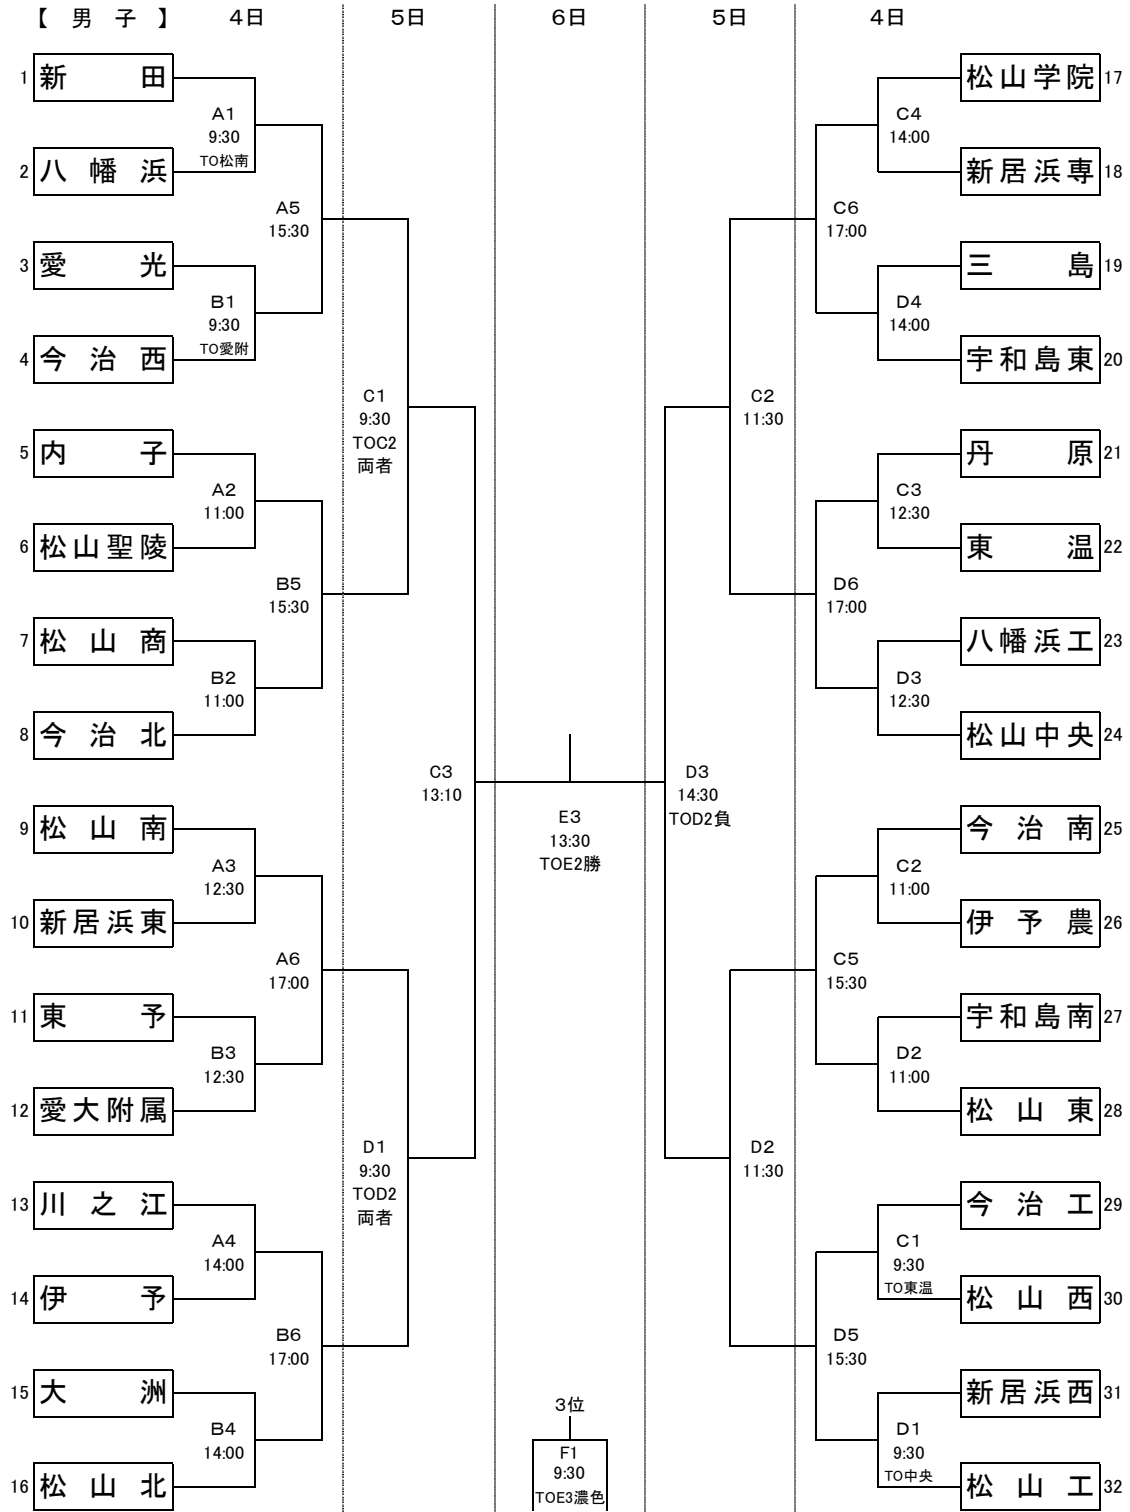 【 男 子 】 4日 5日 6日 5日 4日
1 新田
A1
9:30
TO松南
2 八幡浜
A5
15:30
3 愛光
B1
9:30
TO愛附
4 今治西
C1
9:30
TOC2
両者
5 内子
A2
11:00
6 松山聖陵
B5
15:30
7 松山商
B2
11:00
8 今治北
C3
13:10
9 松山南
A3
12:30
10 新居浜東
A6
17:00
11 東予
B3
12:30
12 愛大附属
D1
9:30
TOD2
両者
13 川之江
A4
14:00
14 伊予
B6
17:00
15 大洲
B4
14:00
16 松山北
E3
13:30
TOE2勝
3位
F1
9:30
TOE3濃色
松山学院 17
C4
14:00
新居浜専 18
C6
17:00
三島 19
D4
14:00
宇和島東 20
C2
11:30
丹原 21
C3
12:30
東温 22
D6
17:00
八幡浜工 23
D3
12:30
松山中央 24
D3
14:30
TOD2負
今治南 25
C2
11:00
伊予農 26
C5
15:30
宇和島南 27
D2
11:00
松山東 28
D2
11:30
今治工 29
C1
9:30
TO東温
松山西 30
D5
15:30
新居浜西 31
D1
9:30
TO中央
松山工 32